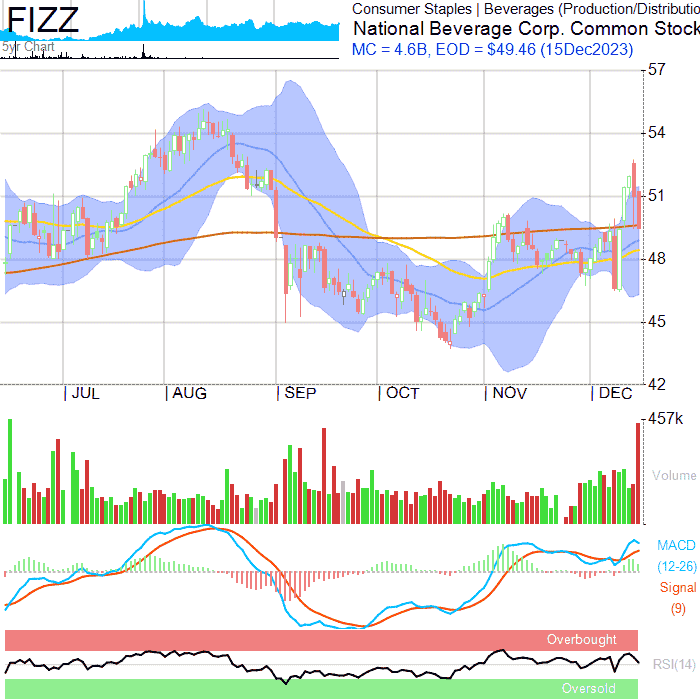 FIZZ
5yr Chart
Consumer Staples | Beverages (Production/Distributio
National Beverage Corp. Common Stock
MC = 4.6B, EOD = $49.46 (15Dec2023)
57
54
51
48
45
42
JUL AUG SEP OCT NOV DEC
457k
Volume
MACD
(12-26)
Signal
(9)
Overbought
RSI(14)
Oversold